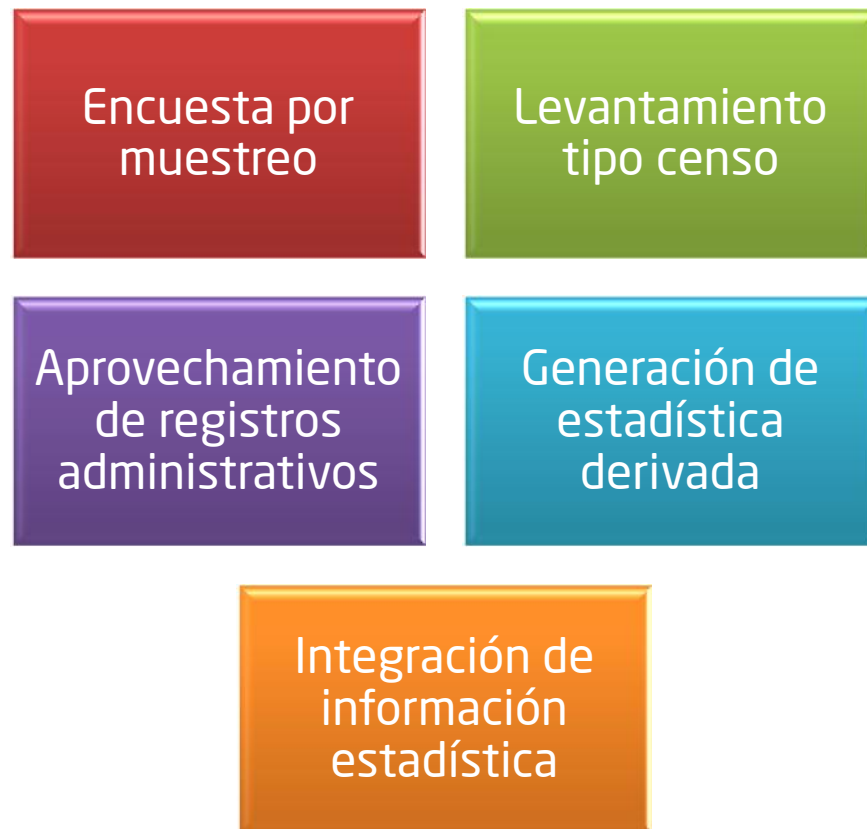 Encuesta por
muestreo
Levantamiento
tipo censo
Aprovechamiento
de registros
administrativos
Generación de
estadística
derivada
Integración de
información
estadística